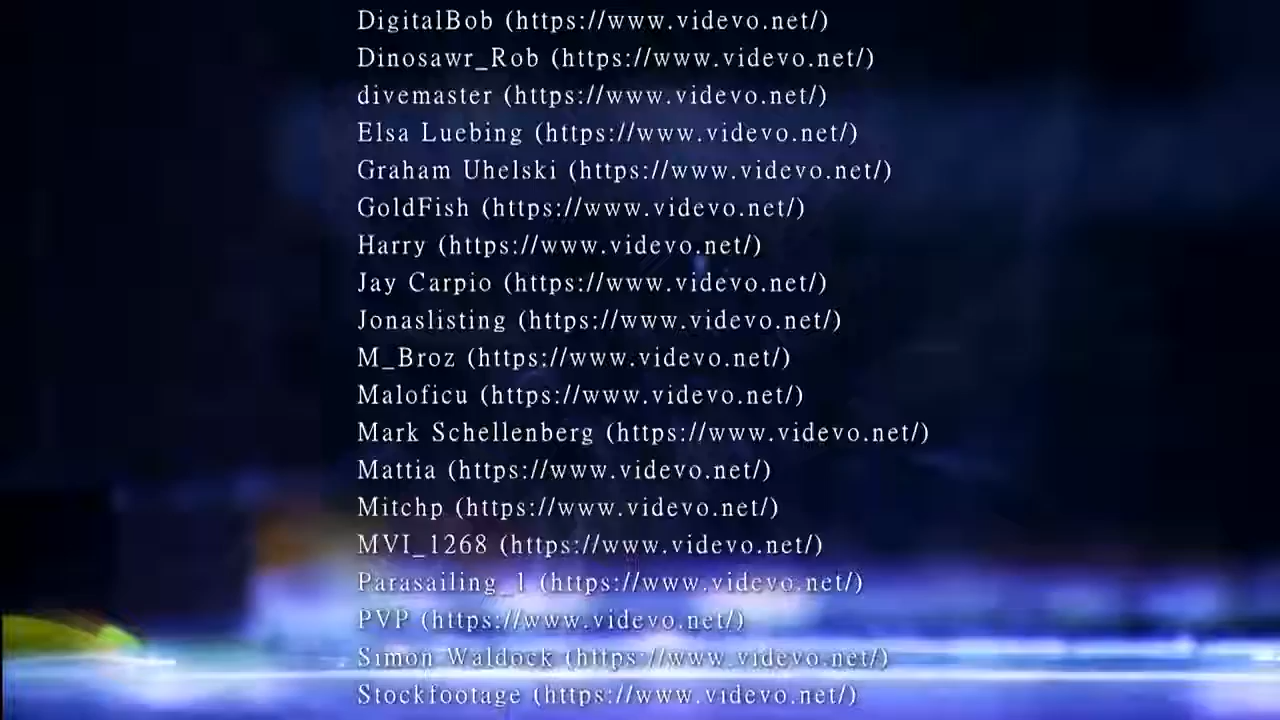 DigitalBob (https://www.videvo.net/)
Dinosawr_Rob (https://www.videvo.net/)
divemaster (https://www.videvo.net/)
Elsa Luebing (https://www.videvo.net/)
Graham Uhelski (https://www.videvo.net/)
GoldFish (https://www.videvo.net/)
Harry (https://www.videvo.net/)
Jay Carpio (https://www.videvo.net/)
Jonaslisting (https://www.videvo.net/)
M_Broz (https://www.videvo.net/)
Maloficu (https://www.videvo.net/)
Mark Schellenberg (https://www.videvo.net/)
Mattia (https://www.videvo.net/)
Mitchp (https://www.videvo.net/)
MVI_1268 (https://www.videvo.net/)
Parasailing_1 (https://www.videvo.net/)
PVP (https://www.videvo.net/)
Simon Waldock (https://www.videvo.net/)
Stockfootage (https://www.videvo.net/)